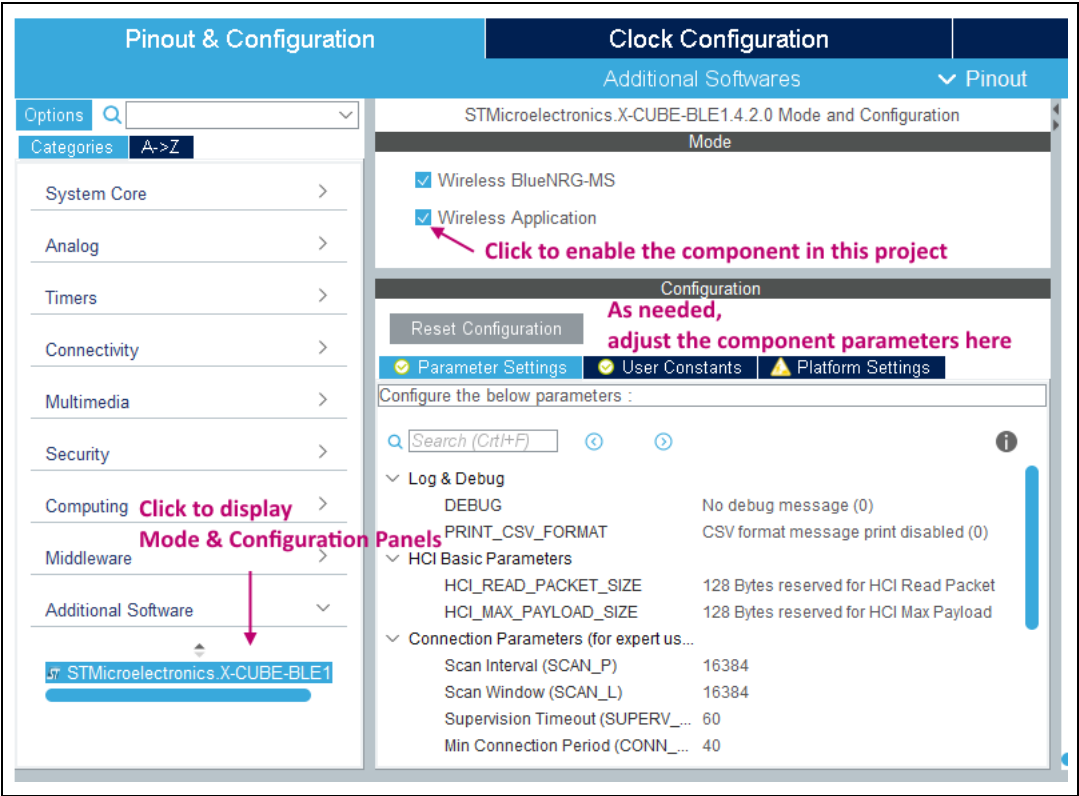 Pinout & Configuration
Clock Configuration
Additional Softwares
Pinout
Options
Categories
A->Z
System Core
Analog
Timers
Connectivity
Multimedia
Security
Computing
Middleware
Additional Software
STMicroelectronics.X-CUBE-BLE1
Click to display
Mode & Configuration Panels
STMicroelectronics.X-CUBE-BLE1.4.2.0 Mode and Configuration
Mode
Wireless BlueNRG-MS
Wireless Application
Click to enable the component in this project
Configuration
Reset Configuration
As needed,
adjust the component parameters here
Parameter Settings
User Constants
Platform Settings
Configure the below parameters :
Search (Crtl+F)
Log & Debug
DEBUG No debug message (0)
PRINT_CSV_FORMAT CSV format message print disabled (0)
HCI Basic Parameters
HCI_READ_PACKET_SIZE 128 Bytes reserved for HCI Read Packet
HCI_MAX_PAYLOAD_SIZE 128 Bytes reserved for HCI Max Payload
Connection Parameters (for expert us...
Scan Interval (SCAN_P) 16384
Scan Window (SCAN_L) 16384
Supervision Timeout (SUPERV_... 60
Min Connection Period (CONN_... 40